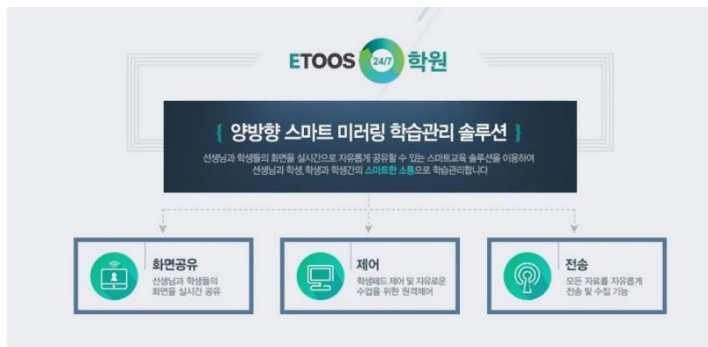 ETOOS 24/7 학원
{ 양방향 스마트 미러링 학습관리 솔루션 }
선생님과 학생들의 화면을 실시간으로 자유롭게 공유할 수 있는 스마트교육 솔루션을 이용하여
선생님과 학생,학생과 학생간의 스마트한 소통으로 학습관리합니다
화면공유
선생님과 학생들의
화면을 실시간 공유
제어
학생패드 제어 및 자유로운
수업을 위한 원격제어
전송
모든 자료를 자유롭게
전송 및 수집 가능